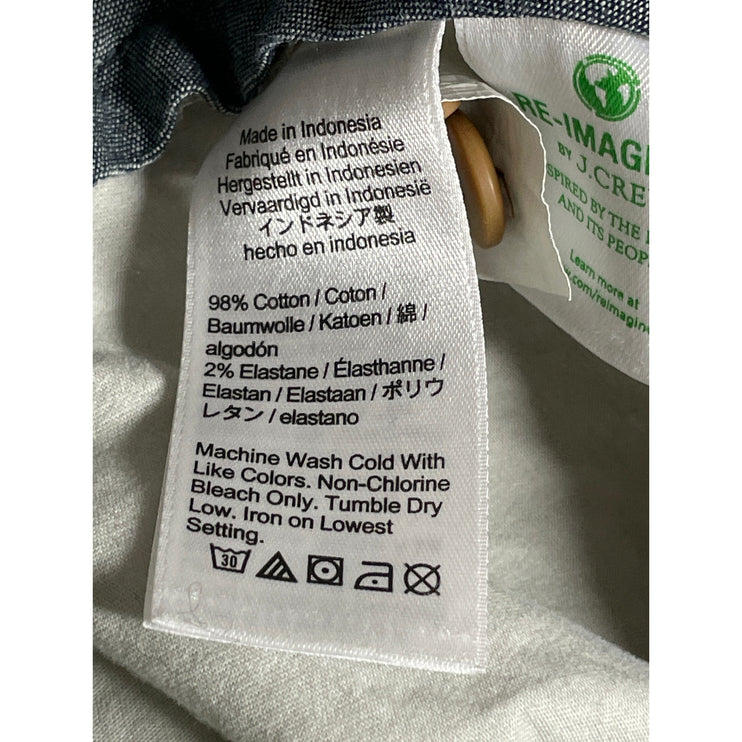 Made in Indonesia
Fabriqué en Indonésie
Hergestellt in Indonesien
Vervaardigd in Indonesië
インドネシア製
hecho en indonesia
98% Cotton / Coton /
Baumwolle / Katoen / 綿 /
algodón
2% Elastane / Élasthanne /
Elastan / Elastaan / ポリウ
レタン / elastano
Machine Wash Cold With
Like Colors. Non-Chlorine
Bleach Only. Tumble Dry
Low. Iron on Lowest
Setting.
30
BY J.CRE
BY THE
AND ITS
Learn more at